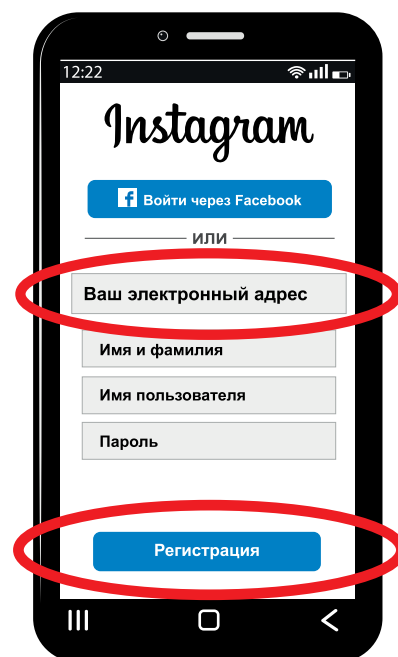 12:22
Instagram
Войти через Facebook
ИЛИ
Ваш электронный адрес
Имя и фамилия
Имя пользователя
Пароль
Регистрация